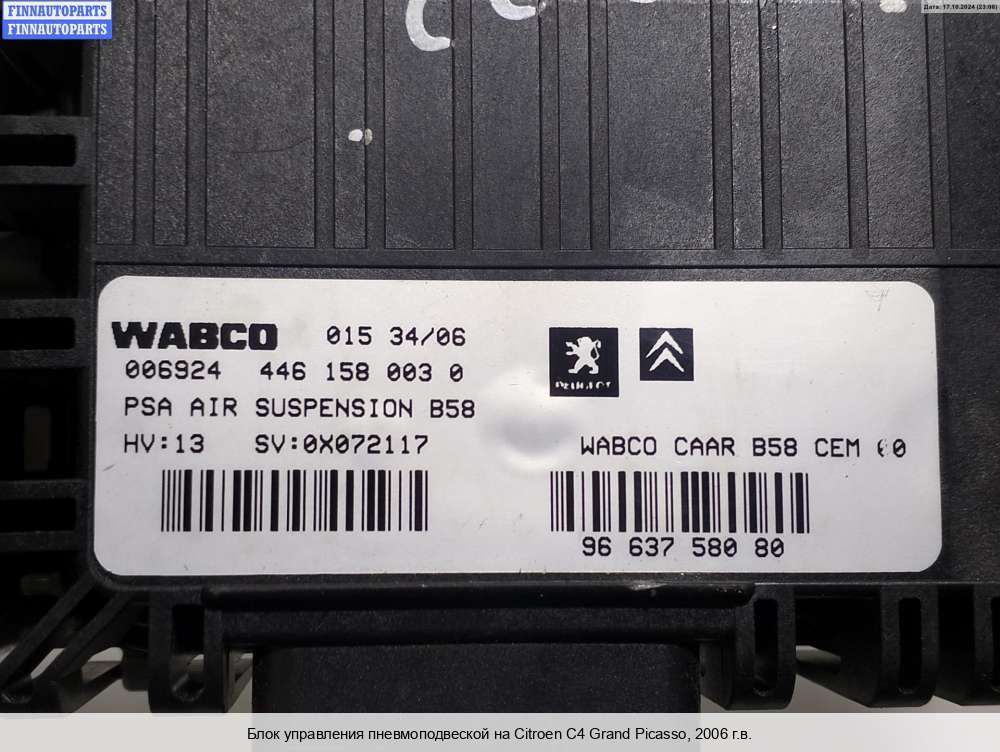 FINNAUTOPARTS
FINNAUTOPARTS
Дата: 17.10.2024 (23:06)
WABCO 015 34/06
006924 446 158 003 0
PSA AIR SUSPENSION B58
HV:13 SV:0X072117
PEUGEOT
WABCO CAAR B58 CEM
96 637 580 80
Блок управления пневмоподвеской на Citroen C4 Grand Picasso, 2006 г.в.